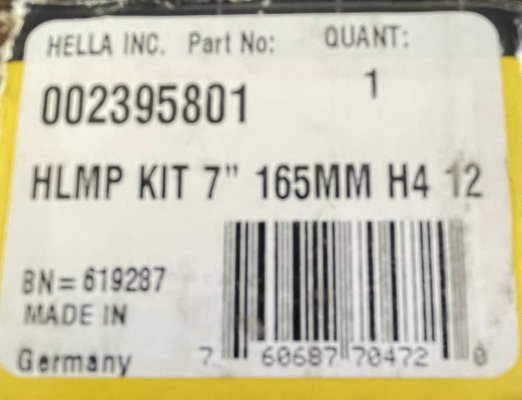 HELLA INC. Part No: QUANT:
002395801 1
HLMP KIT 7" 165MM H4 12
BN=619287
MADE IN
Germany
7 60687 70472 0